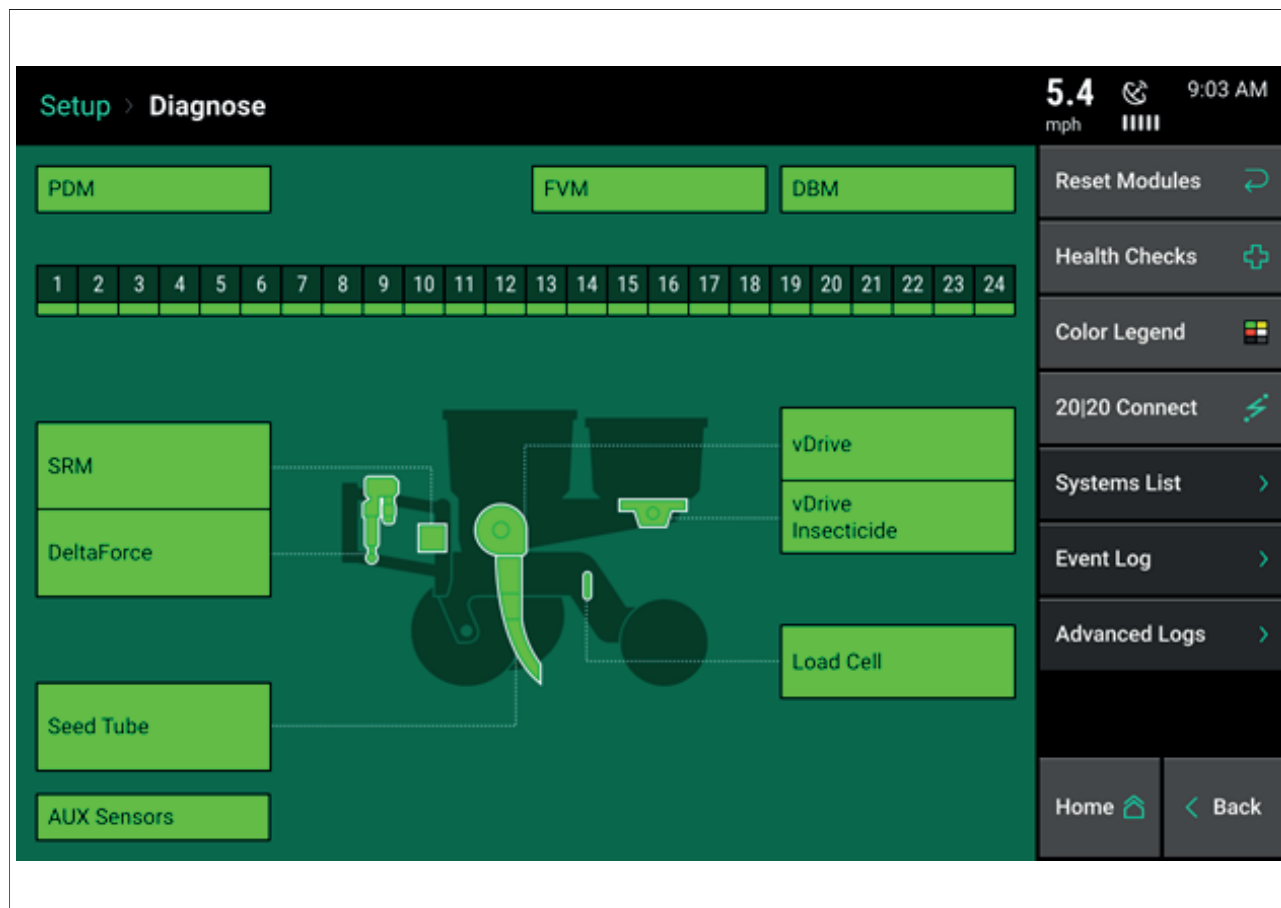 Setup > Diagnose
5.4 mph
9:03 AM
PDM
FVM
DBM
1 2 3 4 5 6 7 8 9 10 11 12 13 14 15 16 17 18 19 20 21 22 23 24
SRM
DeltaForce
Seed Tube
AUX Sensors
vDrive
vDrive
Insecticide
Load Cell
Reset Modules
Health Checks
Color Legend
20|20 Connect
Systems List
Event Log
Advanced Logs
Home
Back